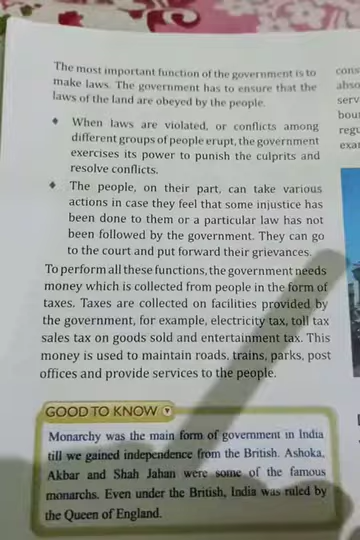 The most important function of the government is to
make laws. The government has to ensure that the
laws of the land are obeyed by the people.
♦ When laws are violated, or conflicts among
different groups of people erupt, the government
exercises its power to punish the culprits and
resolve conflicts.
♦ The people, on their part, can take various
actions in case they feel that some injustice has
been done to them or a particular law has not
been followed by the government. They can go
to the court and put forward their grievances.
To perform all these functions, the government needs
money which is collected from people in the form of
taxes. Taxes are collected on facilities provided by
the government, for example, electricity tax, toll tax
sales tax on goods sold and entertainment tax. This
money is used to maintain roads, trains, parks, post
offices and provide services to the people.
GOOD TO KNOW
Monarchy was the main form of government in India
till we gained independence from the British. Ashoka,
Akbar and Shah Jahan were some of the famous
monarchs. Even under the British, India was ruled by
the Queen of England.
cons
abso
serv
bou
regu
exa